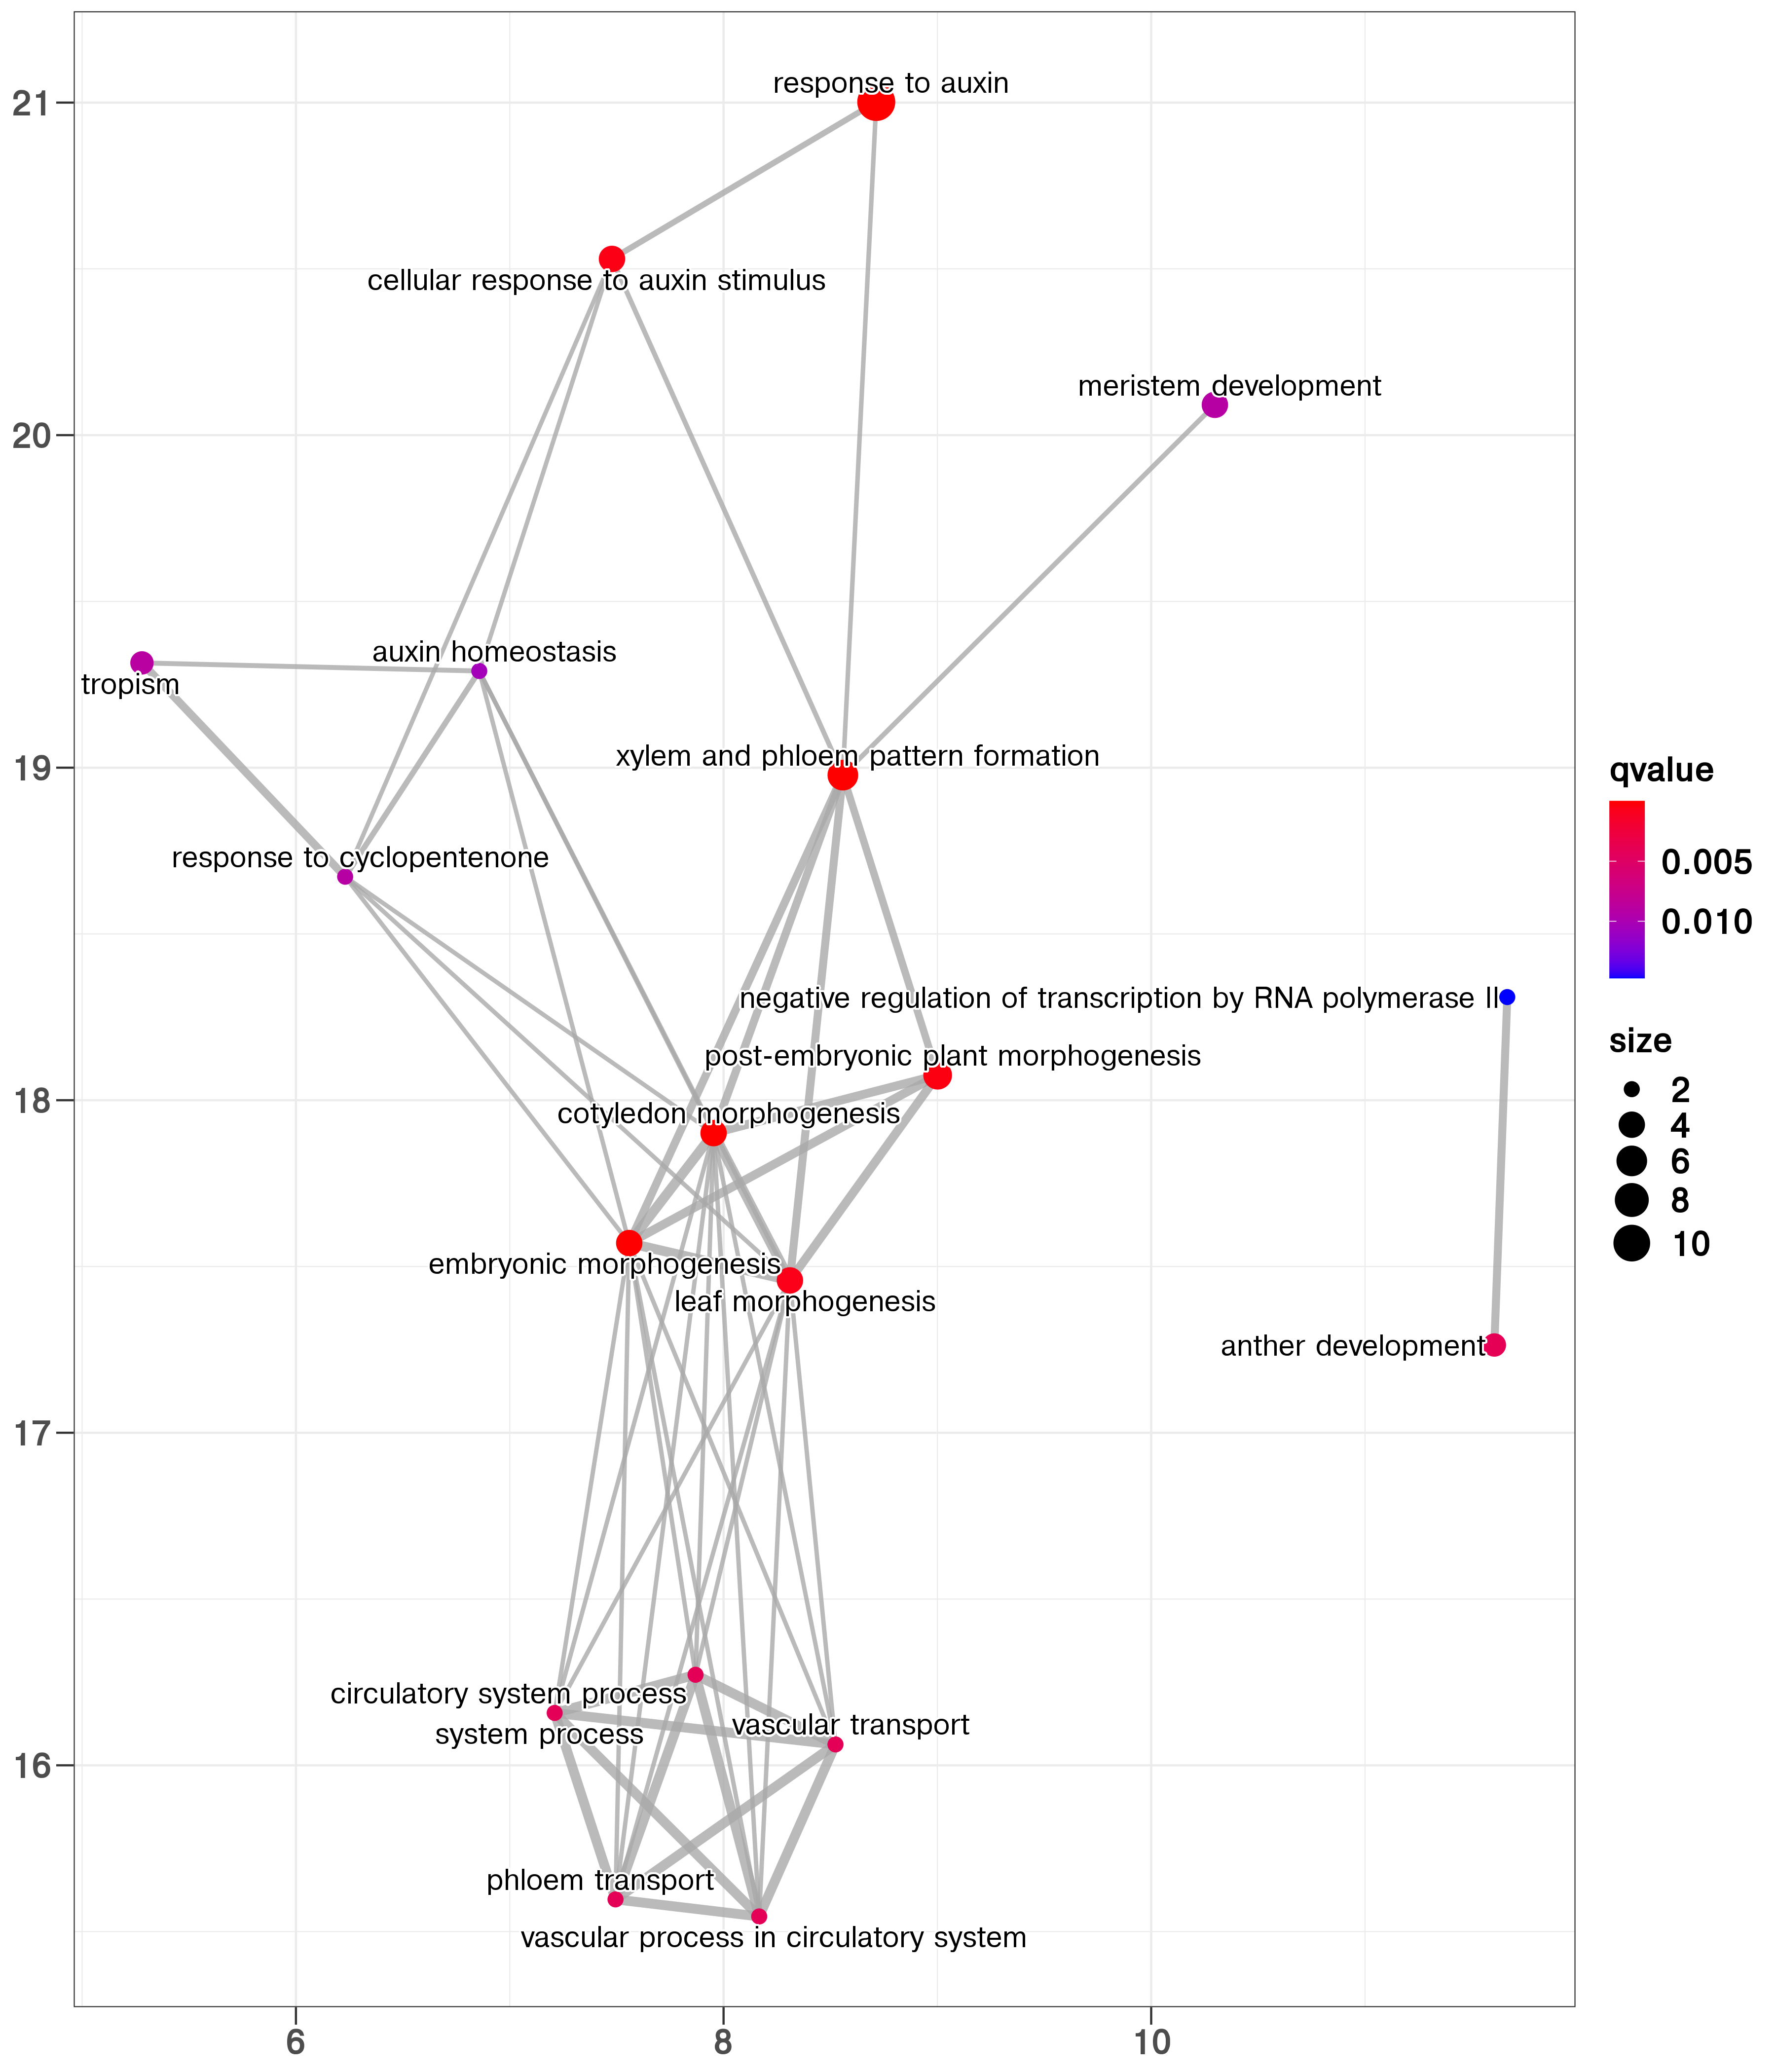 response to auxin
21
cellular response to auxin stimulus
meristem development
20
auxin homeostasis
tropism
xylem and phloem pattern formation
19
response to cyclopentenone
negative regulation of transcription by RNA polymerase II
post-embryonic plant morphogenesis
18
cotyledon morphogenesis
embryonic morphogenesis
leaf morphogenesis
anther development
17
circulatory system process
vascular transport
system process
16
phloem transport
vascular process in circulatory system
6
8
10
qvalue
0.005
0.010
size
2
4
6
8
10